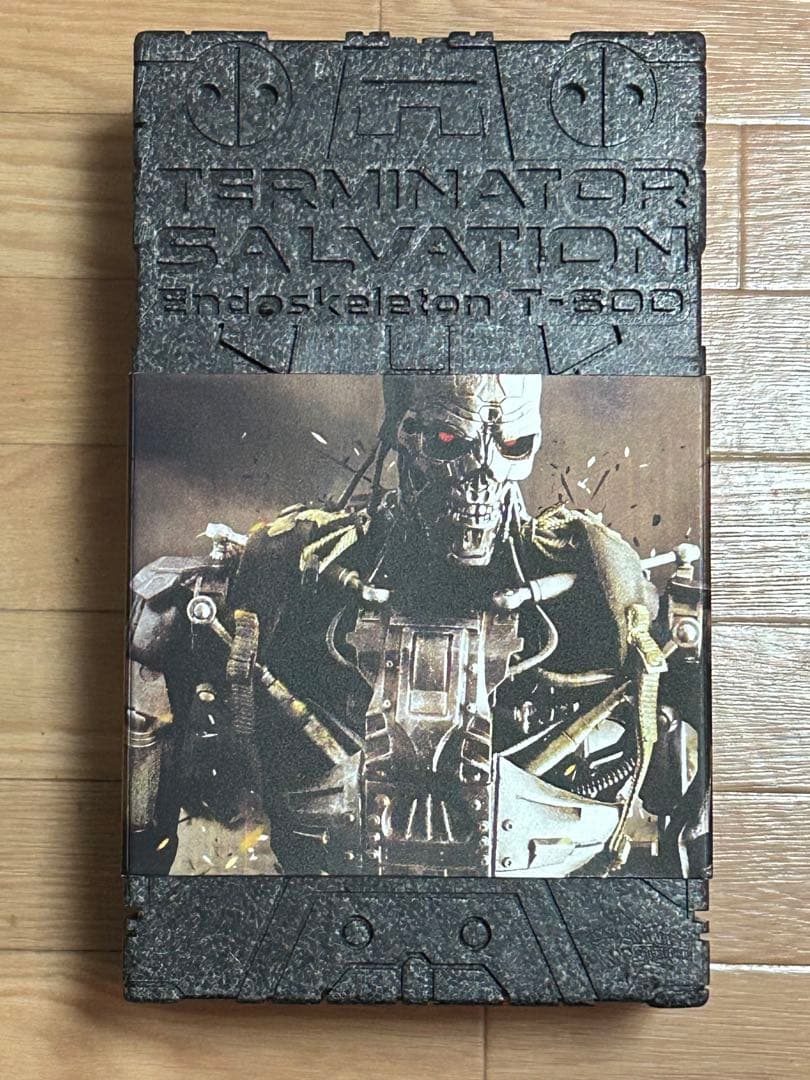 TERMINATOR
SALVATION
Endoskeleton T-600